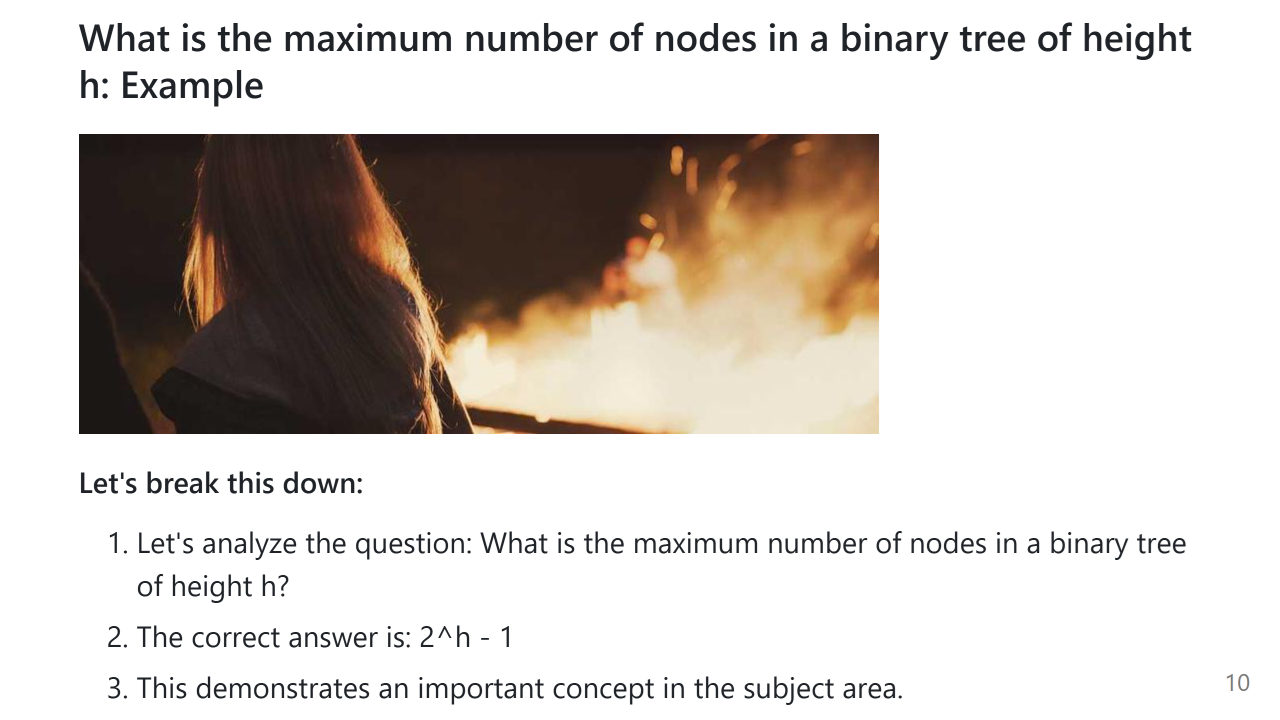 What is the maximum number of nodes in a binary tree of height
h: Example
Let's break this down:
1. Let's analyze the question: What is the maximum number of nodes in a binary tree
of height h?
2. The correct answer is: 2^h - 1
3. This demonstrates an important concept in the subject area.
10